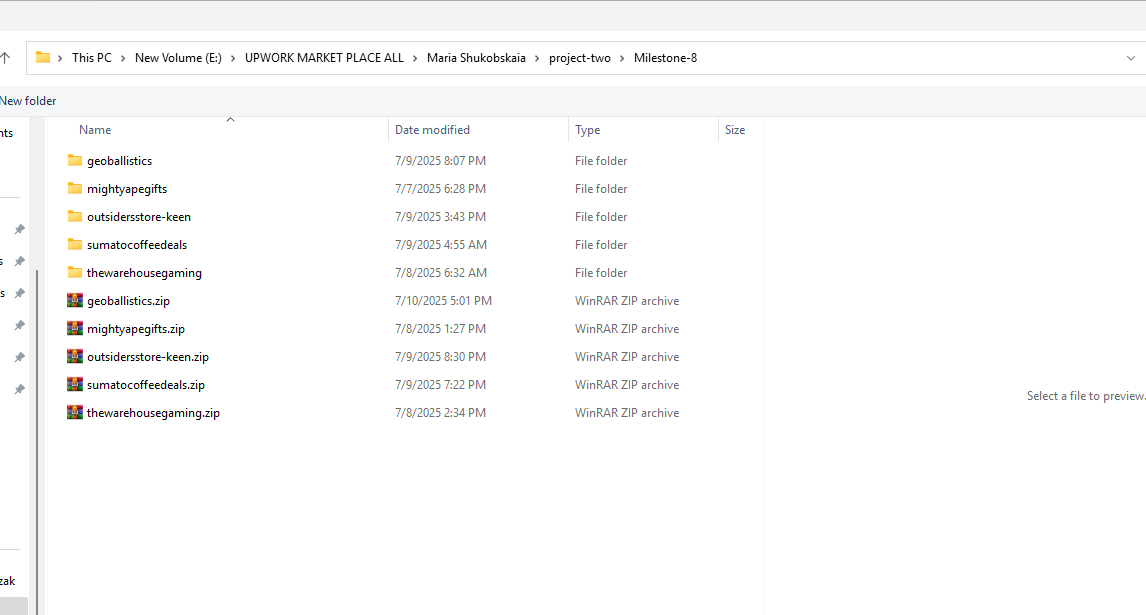 This PC > New Volume (E:) > UPWORK MARKET PLACE ALL > Maria Shukobskaia > project-two > Milestone-8
New folder
Name Date modified Type Size
nts
geoballistics 7/9/2025 8:07 PM File folder
mightyapegifts 7/7/2025 6:28 PM File folder
outsidersstore-keen 7/9/2025 3:43 PM File folder
sumatocoffeedeals 7/9/2025 4:55 AM File folder
s
thewarehousegaming 7/8/2025 6:32 AM File folder
s
geoballistics.zip 7/10/2025 5:01 PM WinRAR ZIP archive
mightyapegifts.zip 7/8/2025 1:27 PM WinRAR ZIP archive
outsidersstore-keen.zip 7/9/2025 8:30 PM WinRAR ZIP archive
sumatocoffeedeals.zip 7/9/2025 7:22 PM WinRAR ZIP archive
Select a file to preview.
thewarehousegaming.zip 7/8/2025 2:34 PM WinRAR ZIP archive
zak